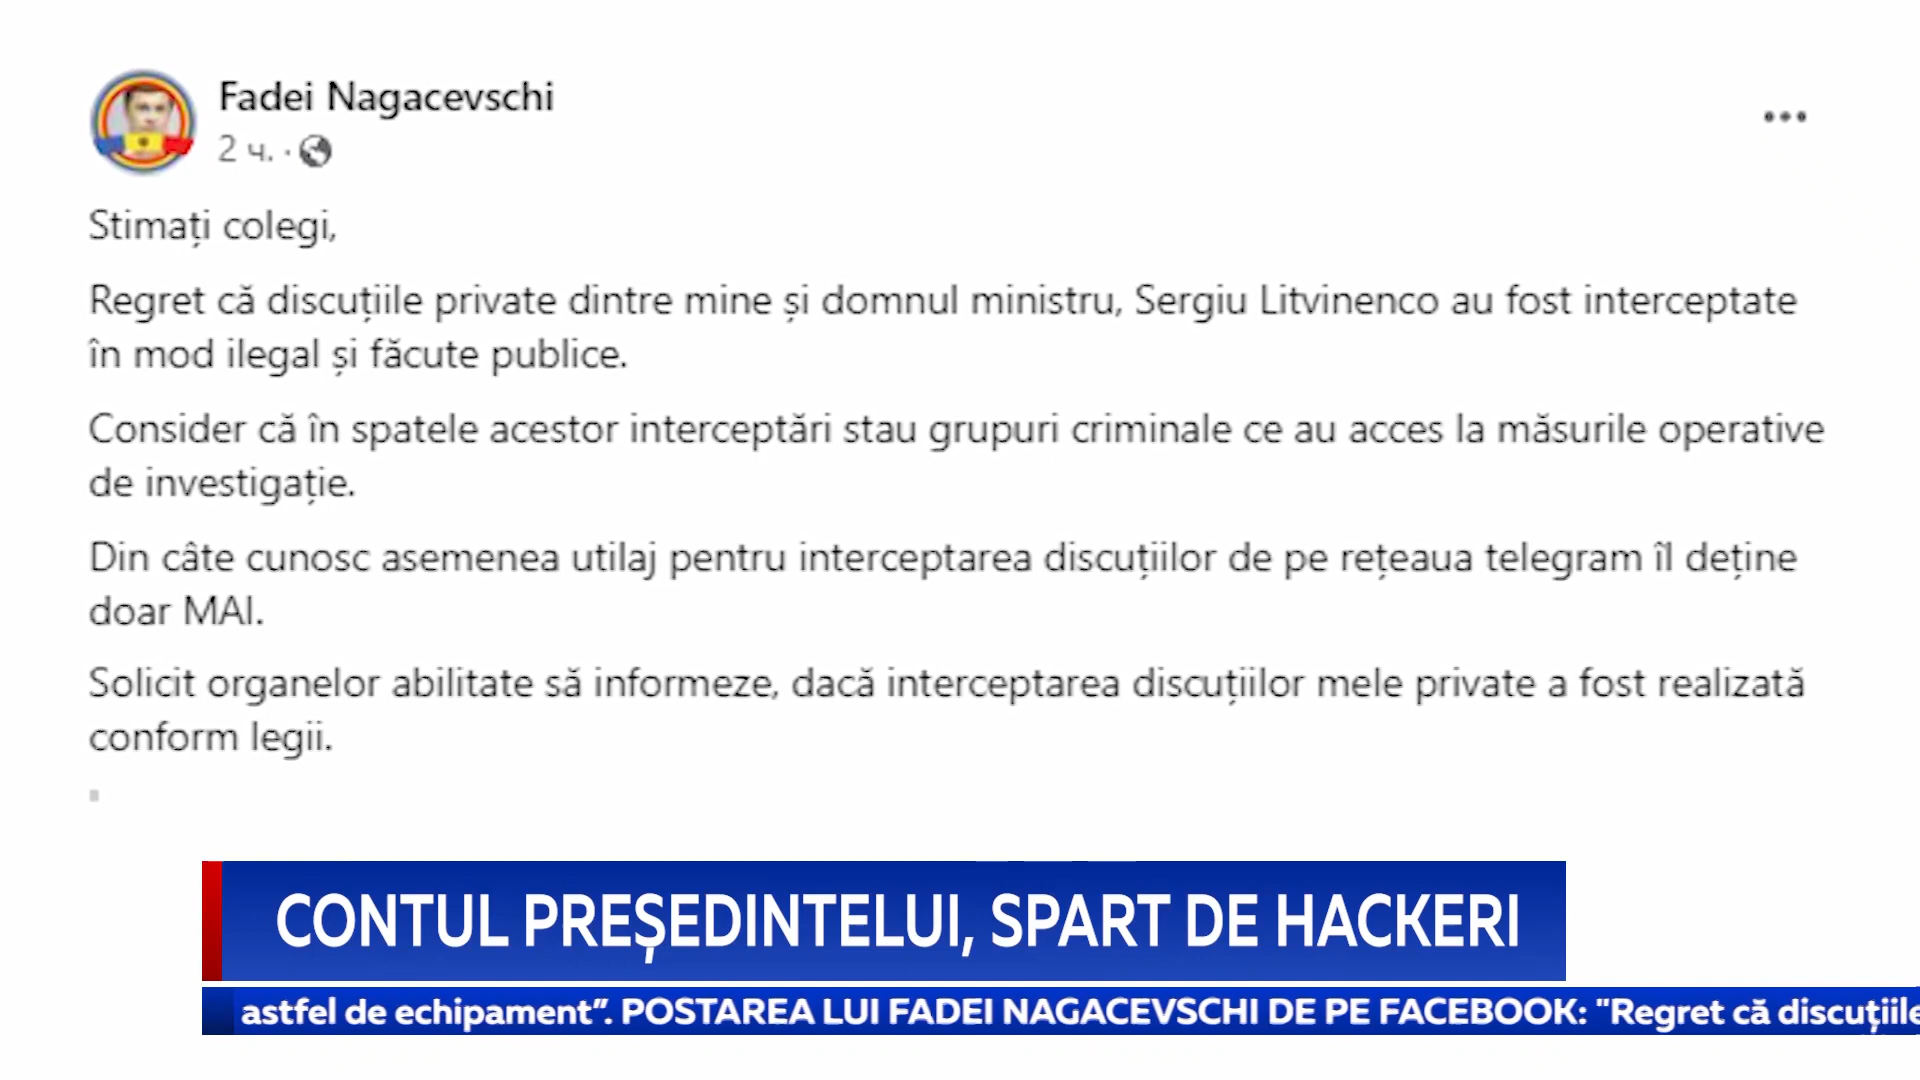 Fadei Nagacevschi
2 ч. ·
Stimați colegi,
Regret că discuțiile private dintre mine și domnul ministru, Sergiu Litvinenco au fost interceptate
în mod ilegal și făcute publice.
Consider că în spatele acestor interceptări stau grupuri criminale ce au acces la măsurile operative
de investigație.
Din câte cunosc asemenea utilaj pentru interceptarea discuțiilor de pe rețeaua telegram îl deține
doar MAI.
Solicit organelor abilitate să informeze, dacă interceptarea discuțiilor mele private a fost realizată
conform legii.
CONTUL PREȘEDINTELUI, SPART DE HACKERI
astfel de echipament”. POSTAREA LUI FADEI NAGACEVSCHI DE PE FACEBOOK: "Regret că discuțiile